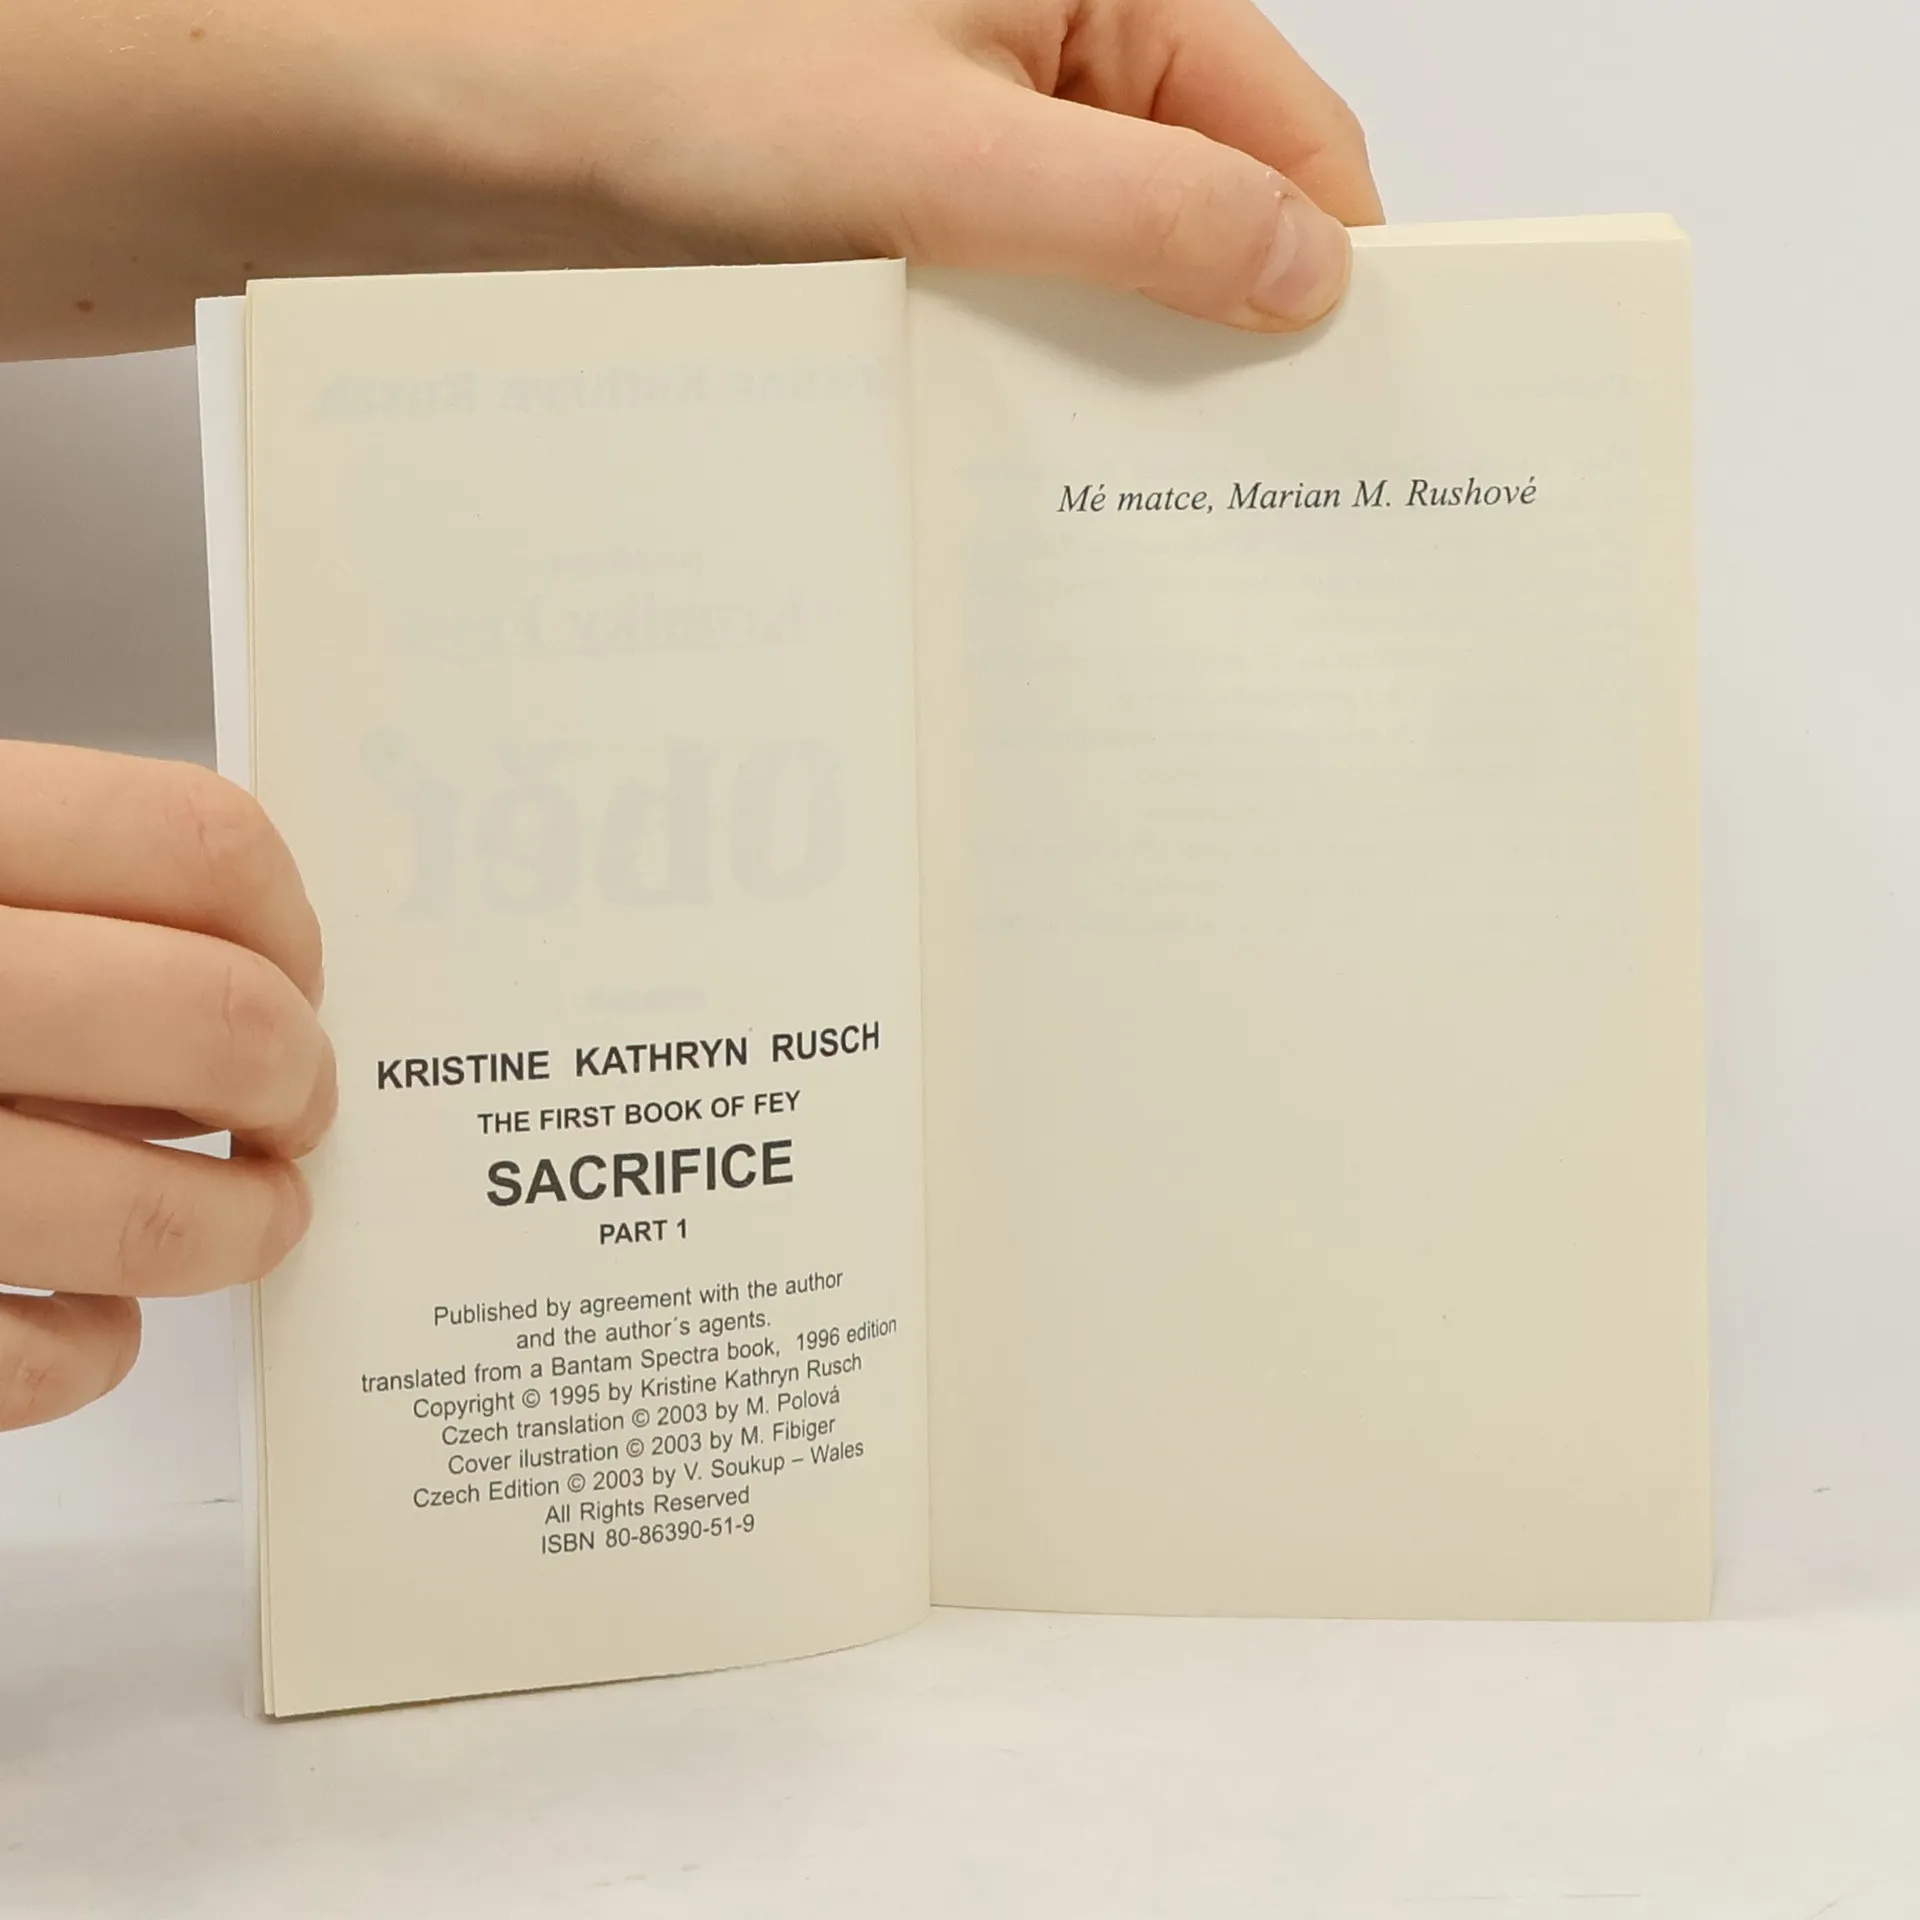 KRISTINE KATHRYN RUSCH
THE FIRST BOOK OF FEY
SACRIFICE
PART 1
Published by agreement with the author
and the author´s agents.
translated from a Bantam Spectra book, 1996 edition
Copyright © 1995 by Kristine Kathryn Rusch
Czech translation © 2003 by M. Polová
Cover ilustration © 2003 by M. Fibiger
Czech Edition © 2003 by V. Soukup – Wales
All Rights Reserved
ISBN 80-86390-51-9
Mé matce, Marian M. Rushové